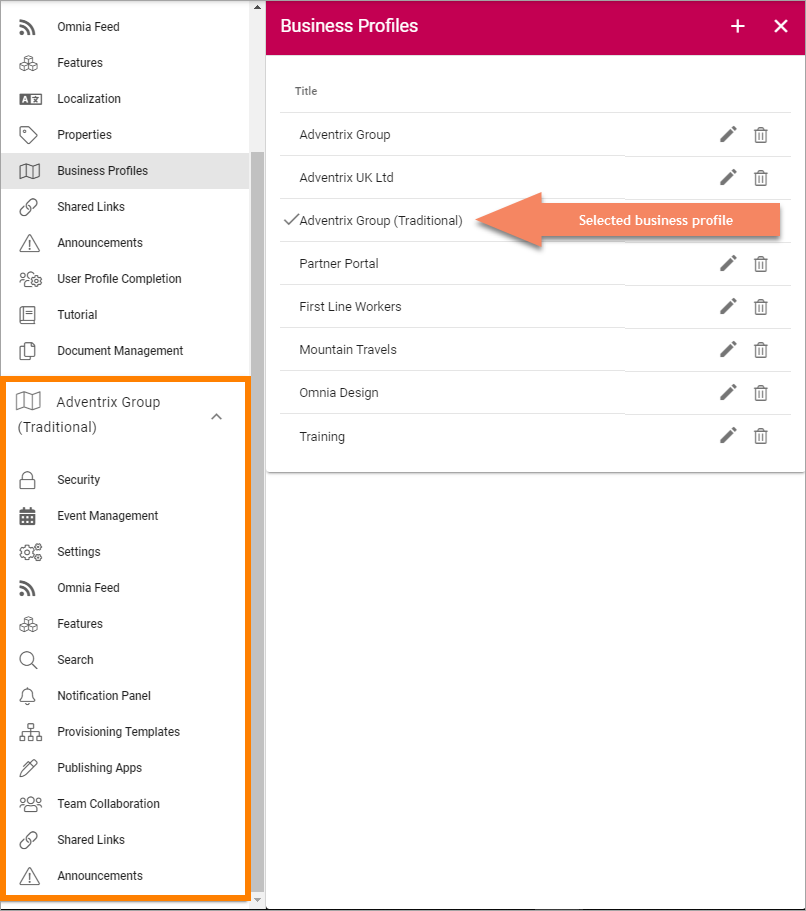 Omnia Feed
Features
Localization
Properties
Business Profiles
Shared Links
Announcements
User Profile Completion
Tutorial
Document Management
Adventrix Group
(Traditional)
Security
Event Management
Settings
Omnia Feed
Features
Search
Notification Panel
Provisioning Templates
Publishing Apps
Team Collaboration
Shared Links
Announcements
Business Profiles
Title
Adventrix Group
Adventrix UK Ltd
Adventrix Group (Traditional)
Selected business profile
Partner Portal
First Line Workers
Mountain Travels
Omnia Design
Training